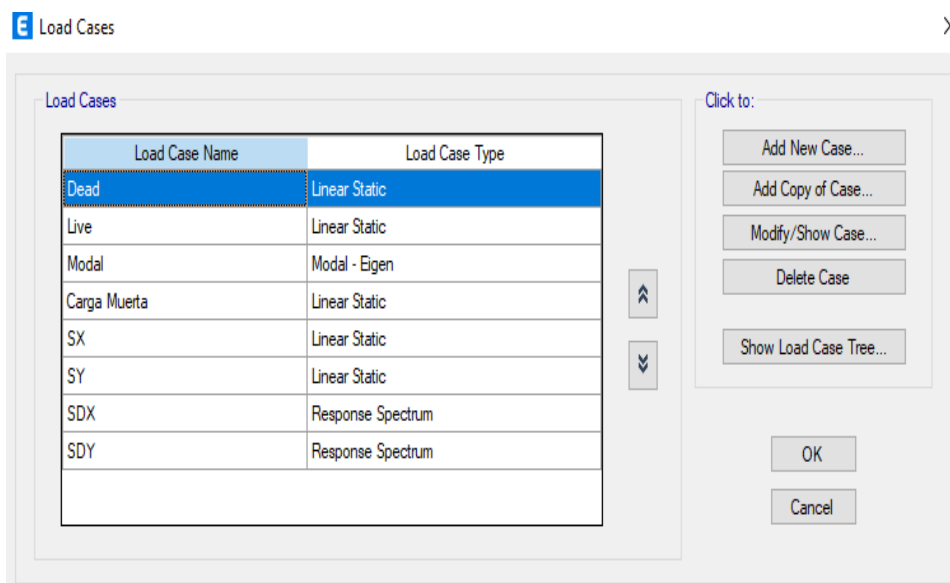 E Load Cases X
Load Cases
Load Case Name Load Case Type
Dead Linear Static
Live Linear Static
Modal Modal - Eigen
Carga Muerta Linear Static
SX Linear Static
SY Linear Static
SDX Response Spectrum
SDY Response Spectrum
Click to:
Add New Case...
Add Copy of Case...
Modify/Show Case...
Delete Case
Show Load Case Tree...
OK
Cancel